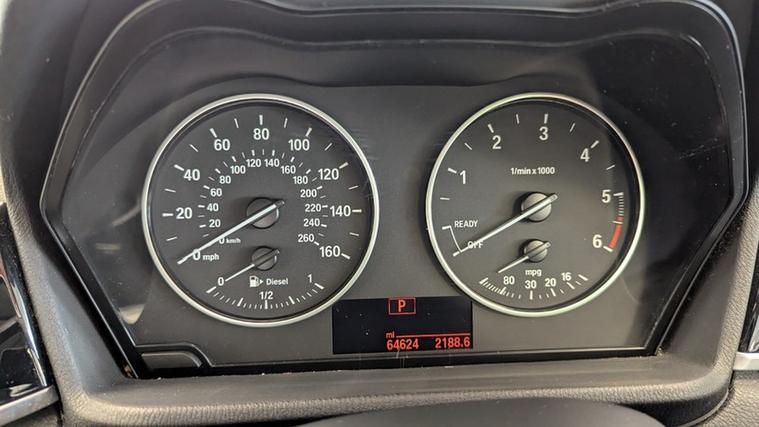 0 20 40 60 80 100 120 140 160
mph
20 40 60 80 100 120 140 160 180 200 220 240 260
0 km/h
0 1/2 1
Diesel
1 2 3 4 5 6
1/min x 1000
READY
OFF
mpg
80 30 20 16
P
mi
64624 2188.6